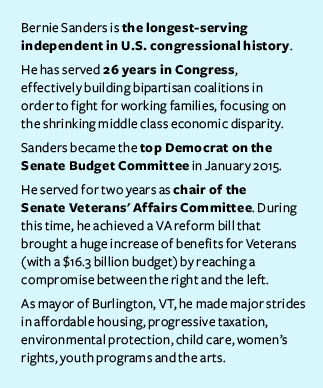 Bernie Sanders is the longest-serving
independent in U.S. congressional history.
He has served 26 years in Congress,
effectively building bipartisan coalitions in
order to fight for working families, focusing on
the shrinking middle class economic disparity.
Sanders became the top Democrat on the
Senate Budget Committee in January 2015.
He served for two years as chair of the
Senate Veterans' Affairs Committee. During
this time, he achieved a VA reform bill that
brought a huge increase of benefits for Veterans
(with a $16.3 billion budget) by reaching a
compromise between the right and the left.
As mayor of Burlington, VT, he made major strides
in affordable housing, progressive taxation,
environmental protection, child care, women's
rights, youth programs and the arts.